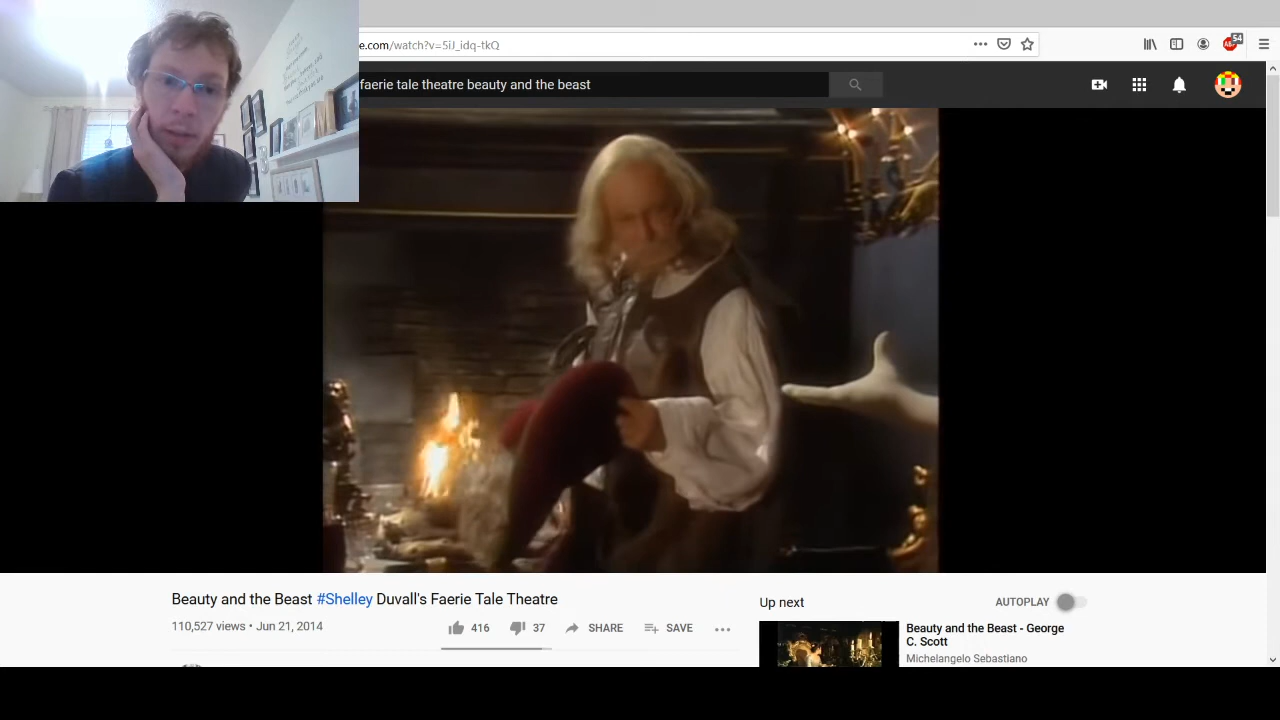 e.com/watch?v=5iJ_idq-tkQ
54
faerie tale theatre beauty and the beast
Beauty and the Beast #Shelley Duvall's Faerie Tale Theatre
110,527 views • Jun 21, 2014
416
37
SHARE
SAVE
Up next
AUTOPLAY
Beauty and the Beast - George
C. Scott
Michelangelo Sebastiano